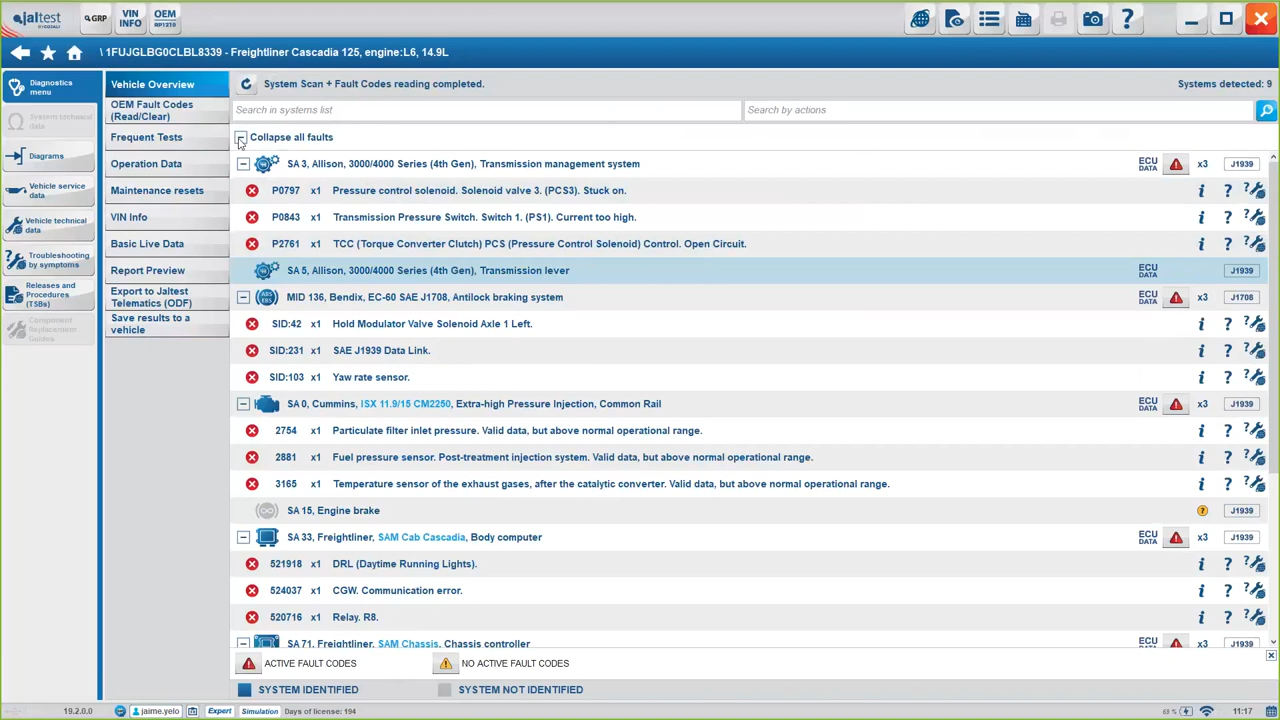 jaltest
BY COJALI
GRP
VIN
INFO
OEM
RP1210
\ 1FUJGLBG0CLBL8339 - Freightliner Cascadia 125, engine:L6, 14.9L
Diagnostics
menu
System technical
data
Diagrams
Vehicle service
data
Vehicle technical
data
Troubleshooting
by symptoms
Releases and
Procedures
(TSBs)
Component
Replacement
Guides
Vehicle Overview
OEM Fault Codes
(Read/Clear)
Frequent Tests
Operation Data
Maintenance resets
VIN Info
Basic Live Data
Report Preview
Export to Jaltest
Telematics (ODF)
Save results to a
vehicle
System Scan + Fault Codes reading completed. Systems detected: 9
Search in systems list Search by actions
Collapse all faults
SA 3, Allison, 3000/4000 Series (4th Gen), Transmission management system ECU DATA x3 J1939
P0797 x1 Pressure control solenoid. Solenoid valve 3. (PCS3). Stuck on. i ? ?
P0843 x1 Transmission Pressure Switch. Switch 1. (PS1). Current too high. i ? ?
P2761 x1 TCC (Torque Converter Clutch) PCS (Pressure Control Solenoid) Control. Open Circuit. i ? ?
SA 5, Allison, 3000/4000 Series (4th Gen), Transmission lever ECU DATA J1939
ABS EBS MID 136, Bendix, EC-60 SAE J1708, Antilock braking system ECU DATA x3 J1708
SID:42 x1 Hold Modulator Valve Solenoid Axle 1 Left. i ? ?
SID:231 x1 SAE J1939 Data Link. i ? ?
SID:103 x1 Yaw rate sensor. i ? ?
SA 0, Cummins, ISX 11.9/15 CM2250, Extra-high Pressure Injection, Common Rail ECU DATA x3 J1939
2754 x1 Particulate filter inlet pressure. Valid data, but above normal operational range. i ? ?
2881 x1 Fuel pressure sensor. Post-treatment injection system. Valid data, but above normal operational range. i ? ?
3165 x1 Temperature sensor of the exhaust gases, after the catalytic converter. Valid data, but above normal operational range. i ? ?
SA 15, Engine brake ? J1939
SA 33, Freightliner, SAM Cab Cascadia, Body computer ECU DATA x3 J1939
521918 x1 DRL (Daytime Running Lights). i ? ?
524037 x1 CGW. Communication error. i ? ?
520716 x1 Relay. R8. i ? ?
SA 71, Freightliner, SAM Chassis, Chassis controller ECU DATA x3 J1939
ACTIVE FAULT CODES NO ACTIVE FAULT CODES
SYSTEM IDENTIFIED SYSTEM NOT IDENTIFIED
19.2.0.0 jaime.yelo Expert Simulation Days of license: 194 63 % 11:17